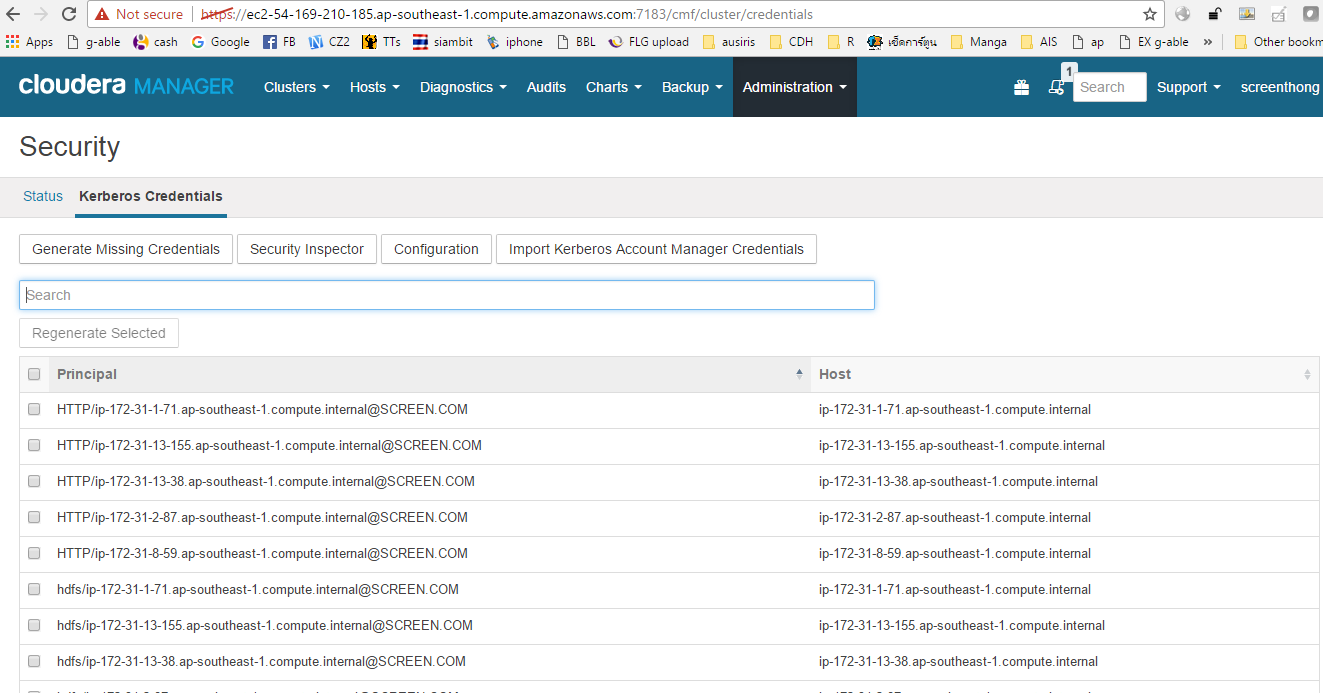 Not secure https://ec2-54-169-210-185.ap-southeast-1.compute.amazonaws.com:7183/cmf/cluster/credentials
Apps g-able cash Google FB CZ2 TTs siambit iphone BBL FLG upload ausiris CDH R เช็คการ์ตูน Manga AIS ap EX g-able » Other bookm
cloudera MANAGER Clusters Hosts Diagnostics Audits Charts Backup Administration 1 Search Support screenthong
Security
Status Kerberos Credentials
Generate Missing Credentials Security Inspector Configuration Import Kerberos Account Manager Credentials
Search
Regenerate Selected
Principal Host
HTTP/ip-172-31-1-71.ap-southeast-1.compute.internal@SCREEN.COM ip-172-31-1-71.ap-southeast-1.compute.internal
HTTP/ip-172-31-13-155.ap-southeast-1.compute.internal@SCREEN.COM ip-172-31-13-155.ap-southeast-1.compute.internal
HTTP/ip-172-31-13-38.ap-southeast-1.compute.internal@SCREEN.COM ip-172-31-13-38.ap-southeast-1.compute.internal
HTTP/ip-172-31-2-87.ap-southeast-1.compute.internal@SCREEN.COM ip-172-31-2-87.ap-southeast-1.compute.internal
HTTP/ip-172-31-8-59.ap-southeast-1.compute.internal@SCREEN.COM ip-172-31-8-59.ap-southeast-1.compute.internal
hdfs/ip-172-31-1-71.ap-southeast-1.compute.internal@SCREEN.COM ip-172-31-1-71.ap-southeast-1.compute.internal
hdfs/ip-172-31-13-155.ap-southeast-1.compute.internal@SCREEN.COM ip-172-31-13-155.ap-southeast-1.compute.internal
hdfs/ip-172-31-13-38.ap-southeast-1.compute.internal@SCREEN.COM ip-172-31-13-38.ap-southeast-1.compute.internal